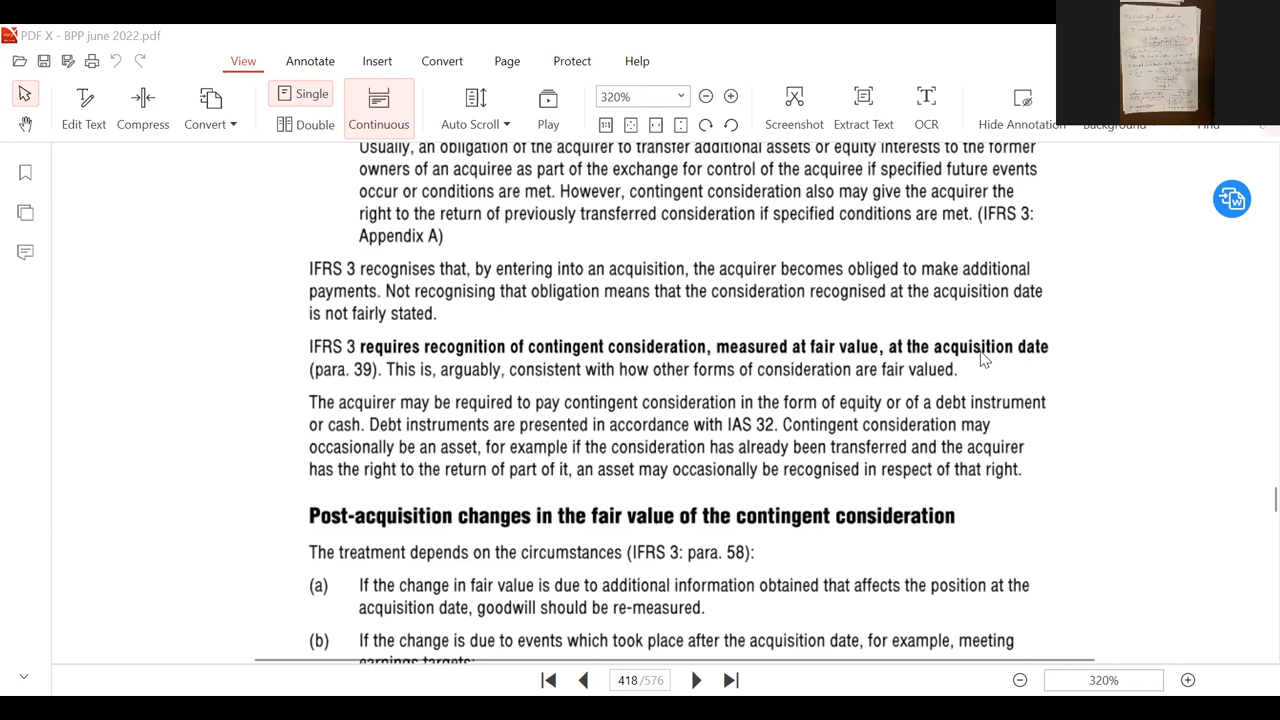 PDF X - BPP june 2022.pdf
View Annotate Insert Convert Page Protect Help
Single
320%
Edit Text Compress Convert Double Continuous Auto Scroll Play Screenshot Extract Text OCR Hide Annotation
Usually, an obligation of the acquirer to transfer additional assets or equity interests to the former
owners of an acquiree as part of the exchange for control of the acquiree if specified future events
occur or conditions are met. However, contingent consideration also may give the acquirer the
right to the return of previously transferred consideration if specified conditions are met. (IFRS 3:
Appendix A)
IFRS 3 recognises that, by entering into an acquisition, the acquirer becomes obliged to make additional
payments. Not recognising that obligation means that the consideration recognised at the acquisition date
is not fairly stated.
IFRS 3 requires recognition of contingent consideration, measured at fair value, at the acquisition date
(para. 39). This is, arguably, consistent with how other forms of consideration are fair valued.
The acquirer may be required to pay contingent consideration in the form of equity or of a debt instrument
or cash. Debt instruments are presented in accordance with IAS 32. Contingent consideration may
occasionally be an asset, for example if the consideration has already been transferred and the acquirer
has the right to the return of part of it, an asset may occasionally be recognised in respect of that right.
Post-acquisition changes in the fair value of the contingent consideration
The treatment depends on the circumstances (IFRS 3: para. 58):
(a) If the change in fair value is due to additional information obtained that affects the position at the
acquisition date, goodwill should be re-measured.
(b) If the change is due to events which took place after the acquisition date, for example, meeting
earnings targets:
418 /576
320%